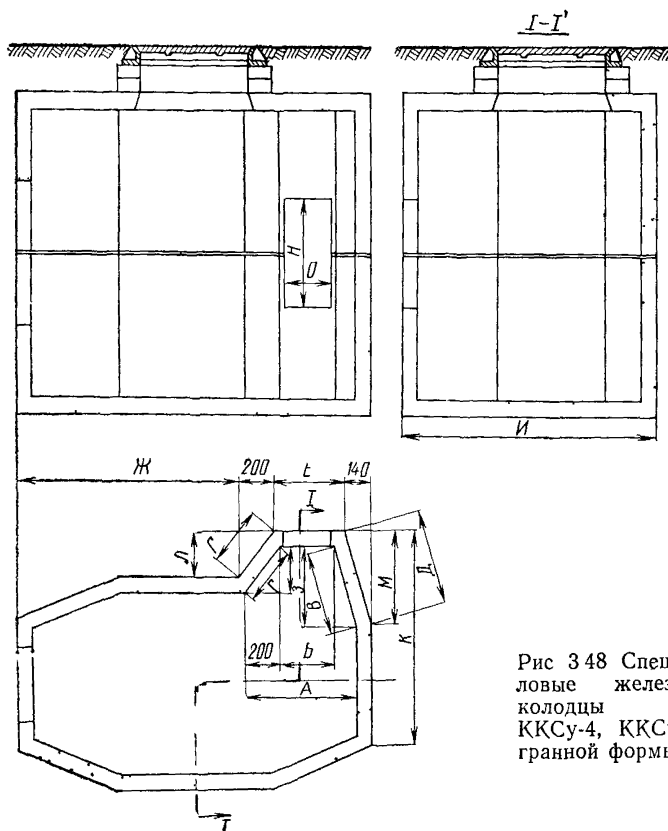 I-I'
Н
О
И
Ж
200
t
140
I
Л
Г
Г
З
В
М
Д
К
200
b
А
I
Рис 3 48 Спец
ловые желез
колодцы
ККСу-4, ККС
гранной формы